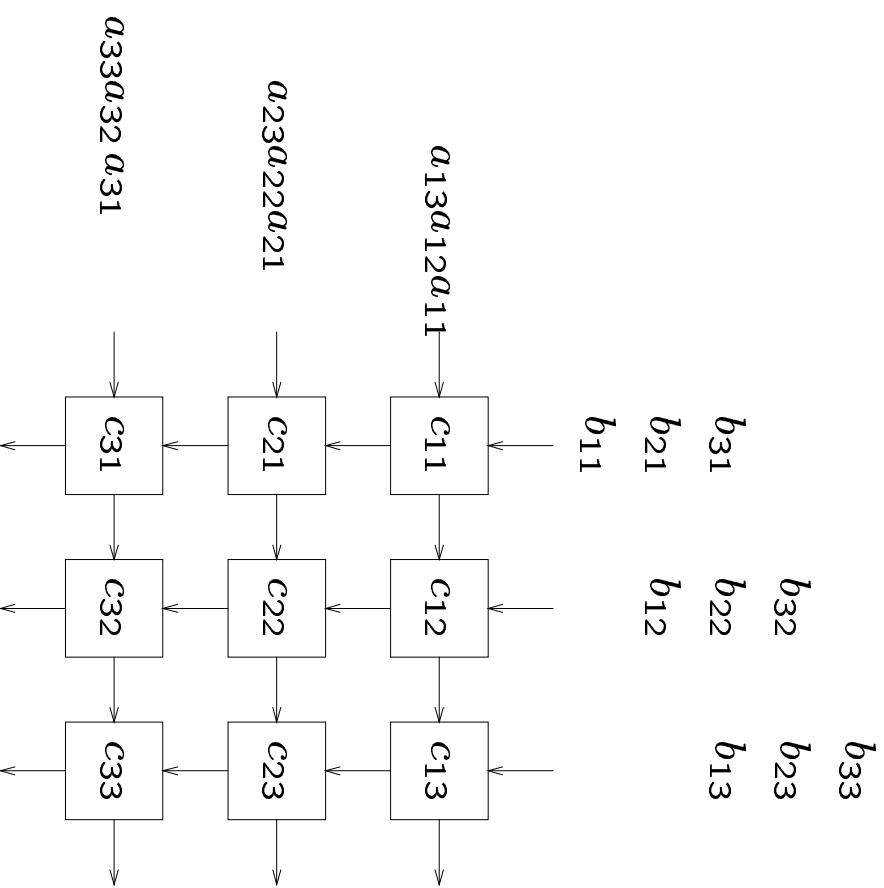 b33
b32 b23
b31 b22 b13
b21 b12
b11
a13a12a11 c11 c12 c13
a23a22a21 c21 c22 c23
a33a32 a31 c31 c32 c33